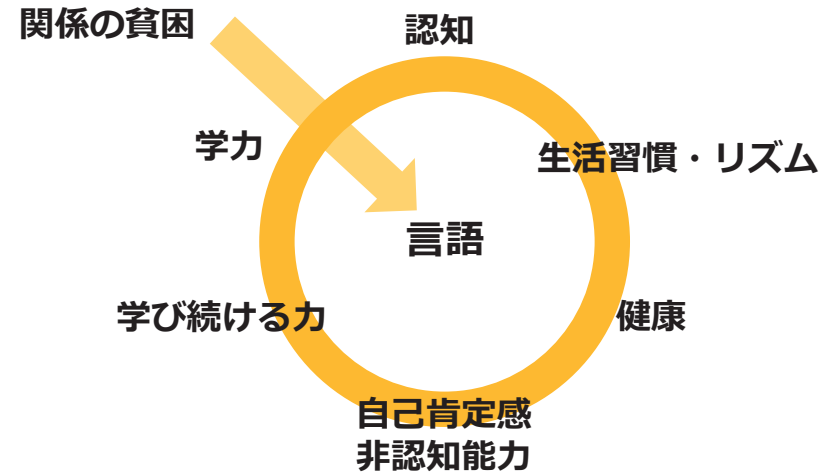 関係の貧困
認知
学力
生活習慣・リズム
言語
学び続ける力
健康
自己肯定感
非認知能力